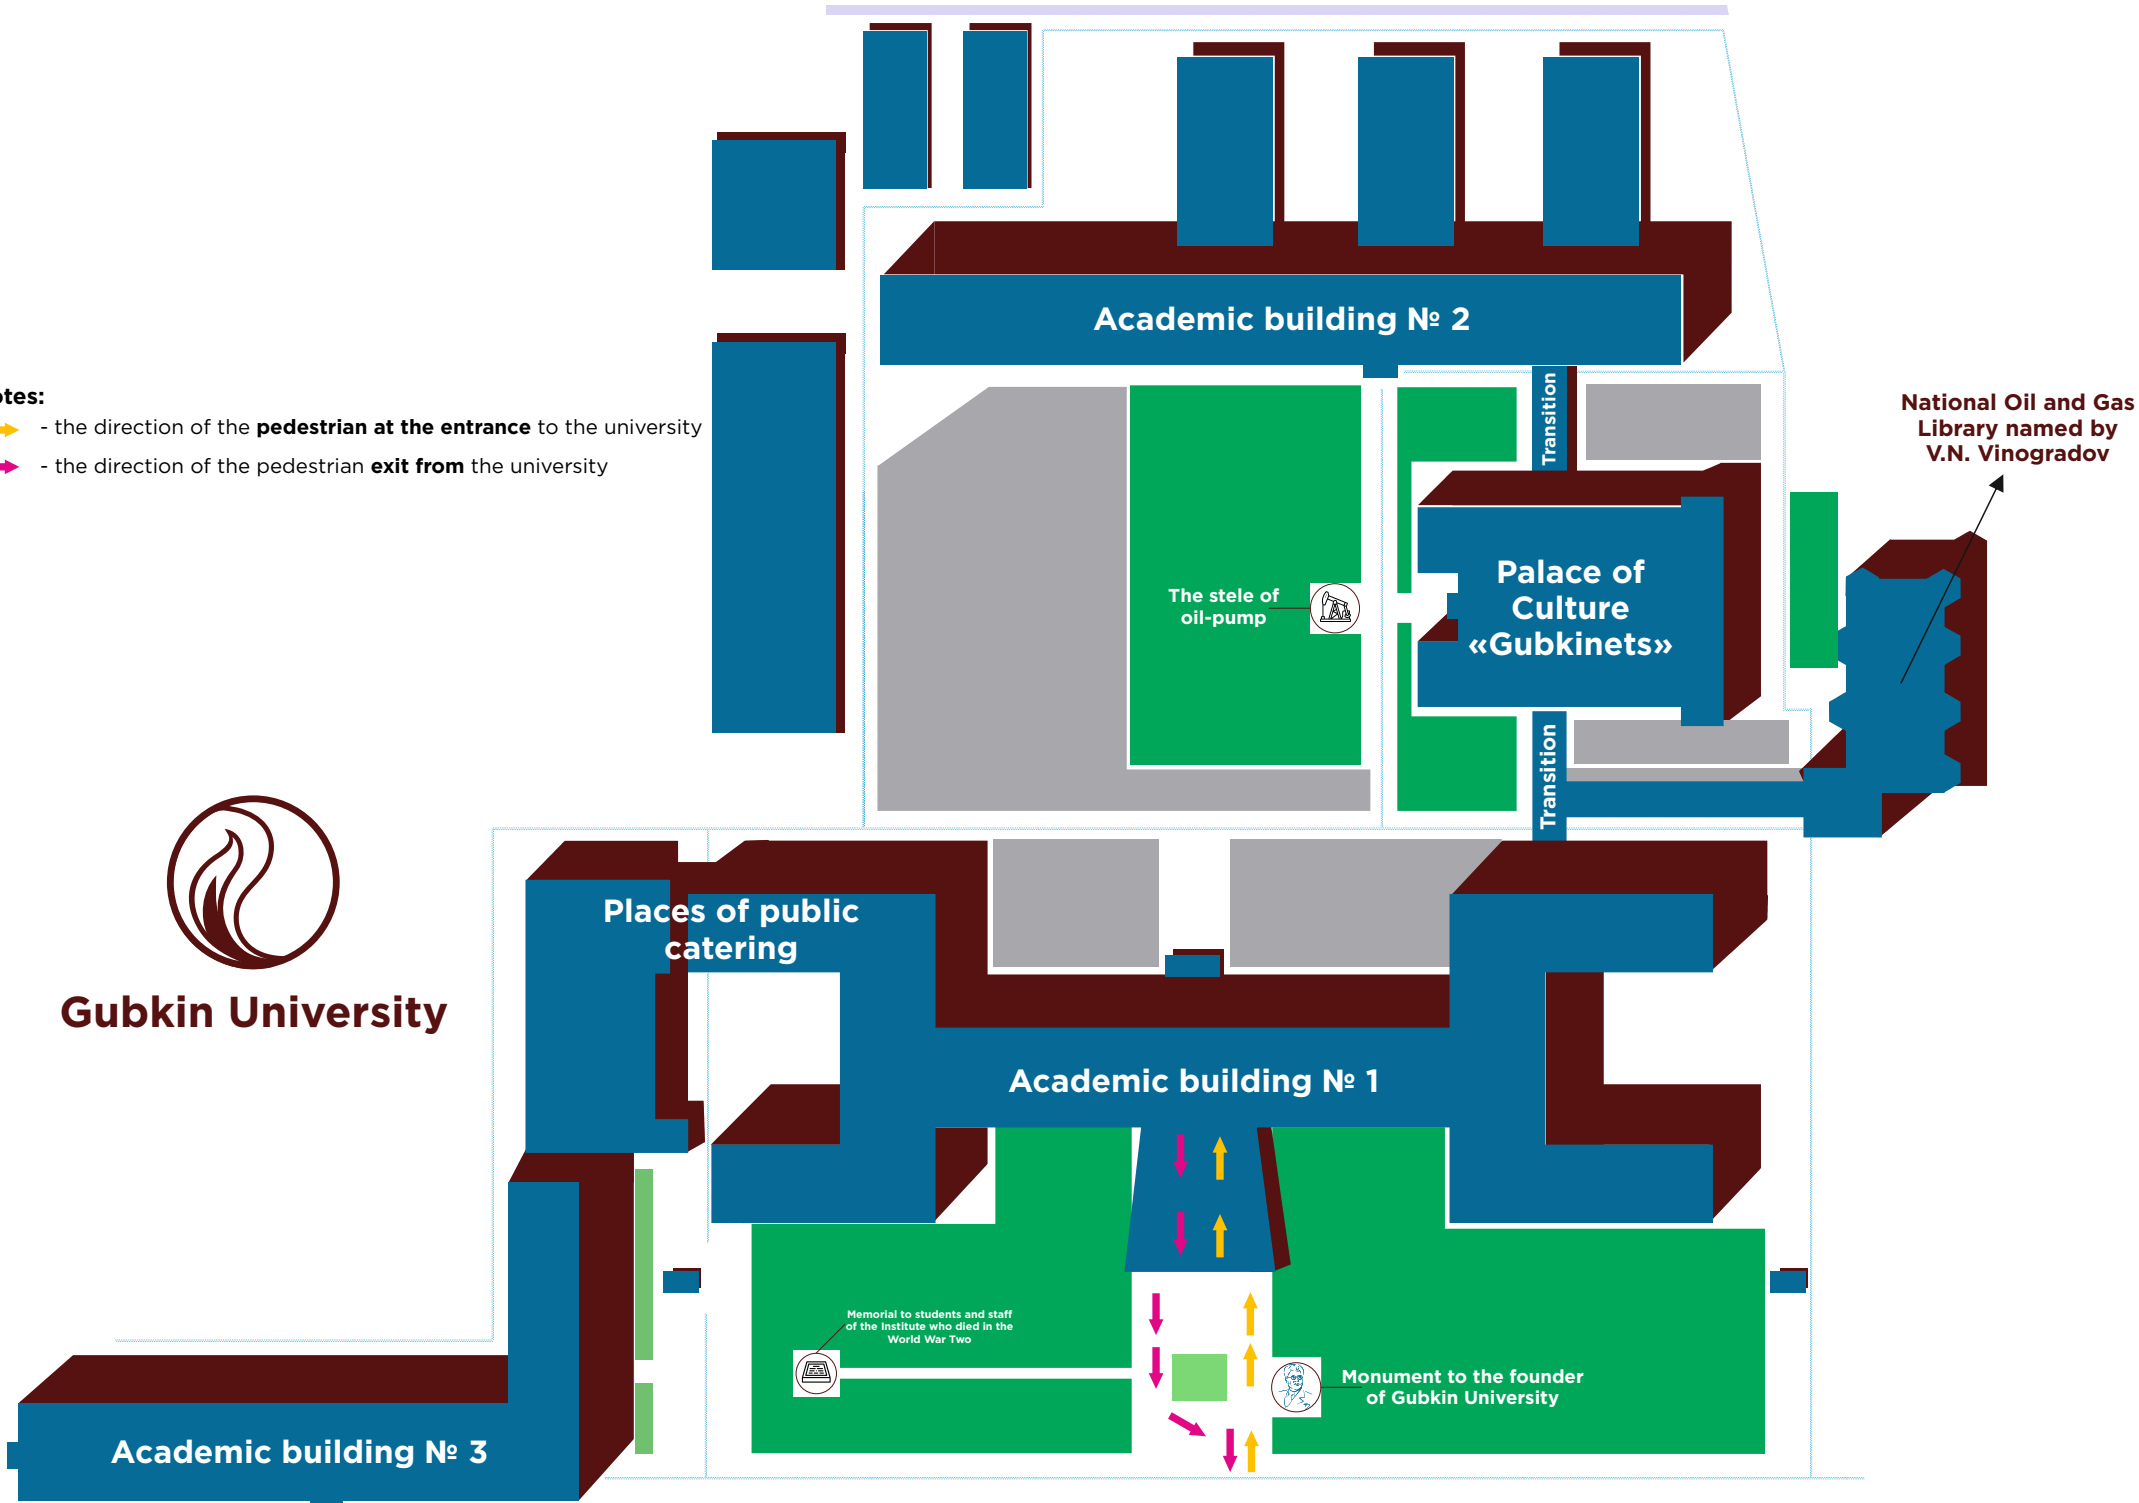 Academic building № 2
Transition
otes:
- the direction of the pedestrian at the entrance to the university
- the direction of the pedestrian exit from the university
National Oil and Gas
Library named by
V.N. Vinogradov
The stele of
oil-pump
Palace of
Culture
«Gubkinets»
Transition
Gubkin University
Places of public
catering
Academic building № 1
Memorial to students and staff
of the Institute who died in the
World War Two
Monument to the founder
of Gubkin University
Academic building № 3